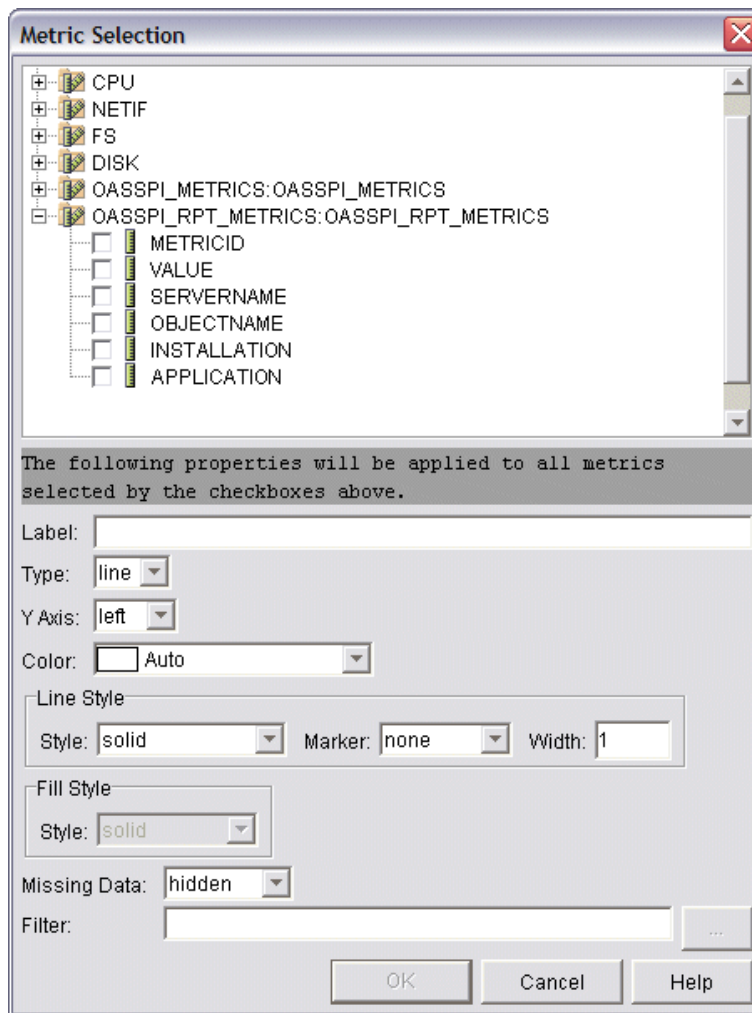 Metric Selection
CPU
NETIF
FS
DISK
OASSPI_METRICS:OASSPI_METRICS
OASSPI_RPT_METRICS:OASSPI_RPT_METRICS
METRICID
VALUE
SERVERNAME
OBJECTNAME
INSTALLATION
APPLICATION
The following properties will be applied to all metrics
selected by the checkboxes above.
Label:
Type: line
Y Axis: left
Color: Auto
Line Style
Style: solid Marker: none Width: 1
Fill Style
Style: solid
Missing Data: hidden
Filter: ...
OK Cancel Help